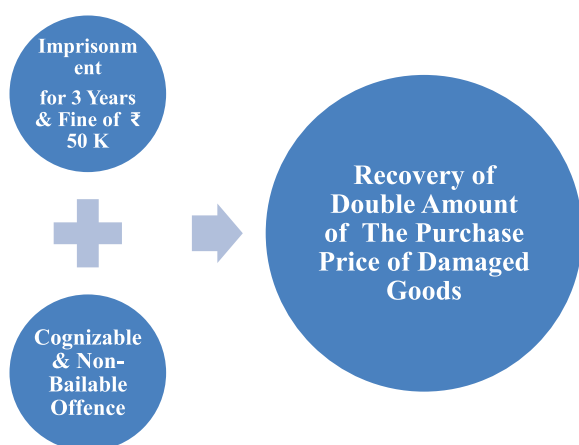 Imprisonm
ent
for 3 Years
& Fine of ₹
50 K
Cognizable
& Non-
Bailable
Offence
Recovery of
Double Amount
of The Purchase
Price of Damaged
Goods